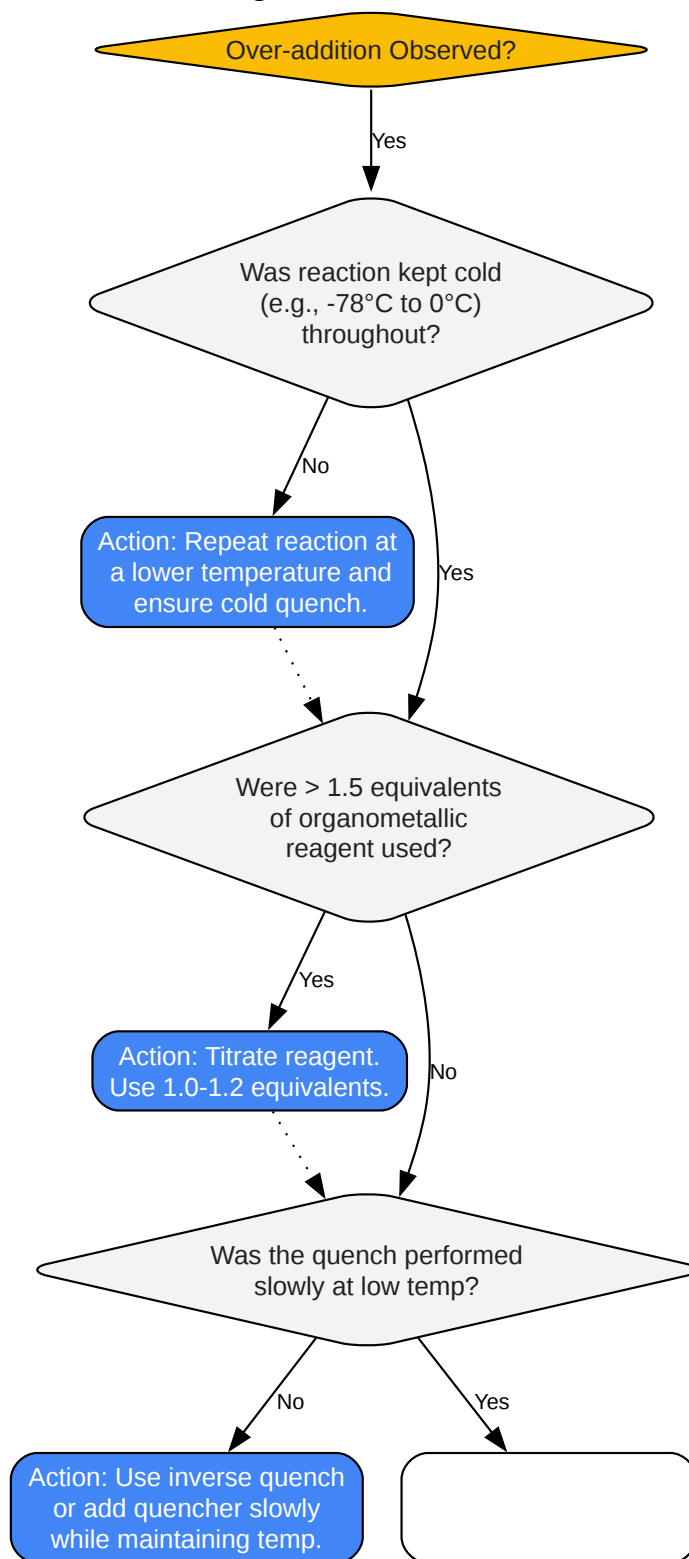 Over-addition Observed?
Yes
Was reaction kept cold
(e.g., -78°C to 0°C)
throughout?
No
Yes
Action: Repeat reaction at
a lower temperature and
ensure cold quench.
Were > 1.5 equivalents
of organometallic
reagent used?
Yes
No
Action: Titrate reagent.
Use 1.0-1.2 equivalents.
Was the quench performed
slowly at low temp?
No
Yes
Action: Use inverse quench
or add quencher slowly
while maintaining temp.